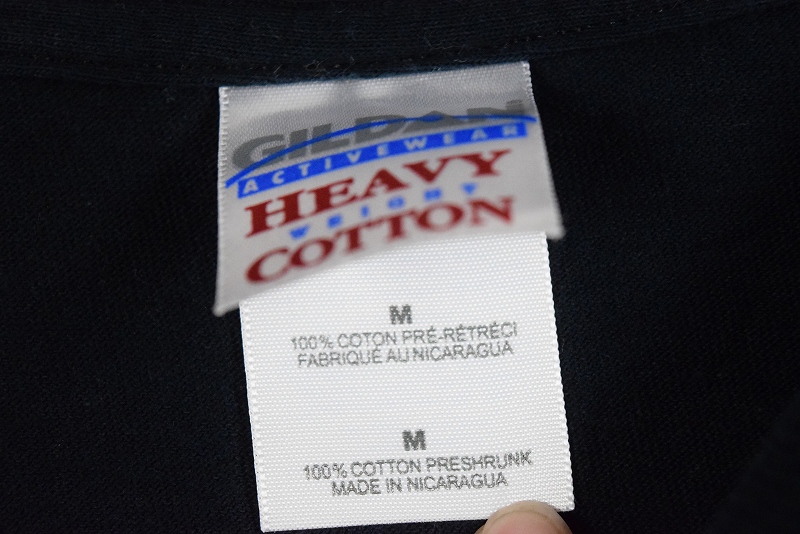 GILDAN
ACTIVEWEAR
HEAVY
WEIGHT
COTTON
M
100% COTON PRÉ-RÉTRÉCI
FABRIQUÉ AU NICARAGUA
M
100% COTTON PRESHRUNK
MADE IN NICARAGUA